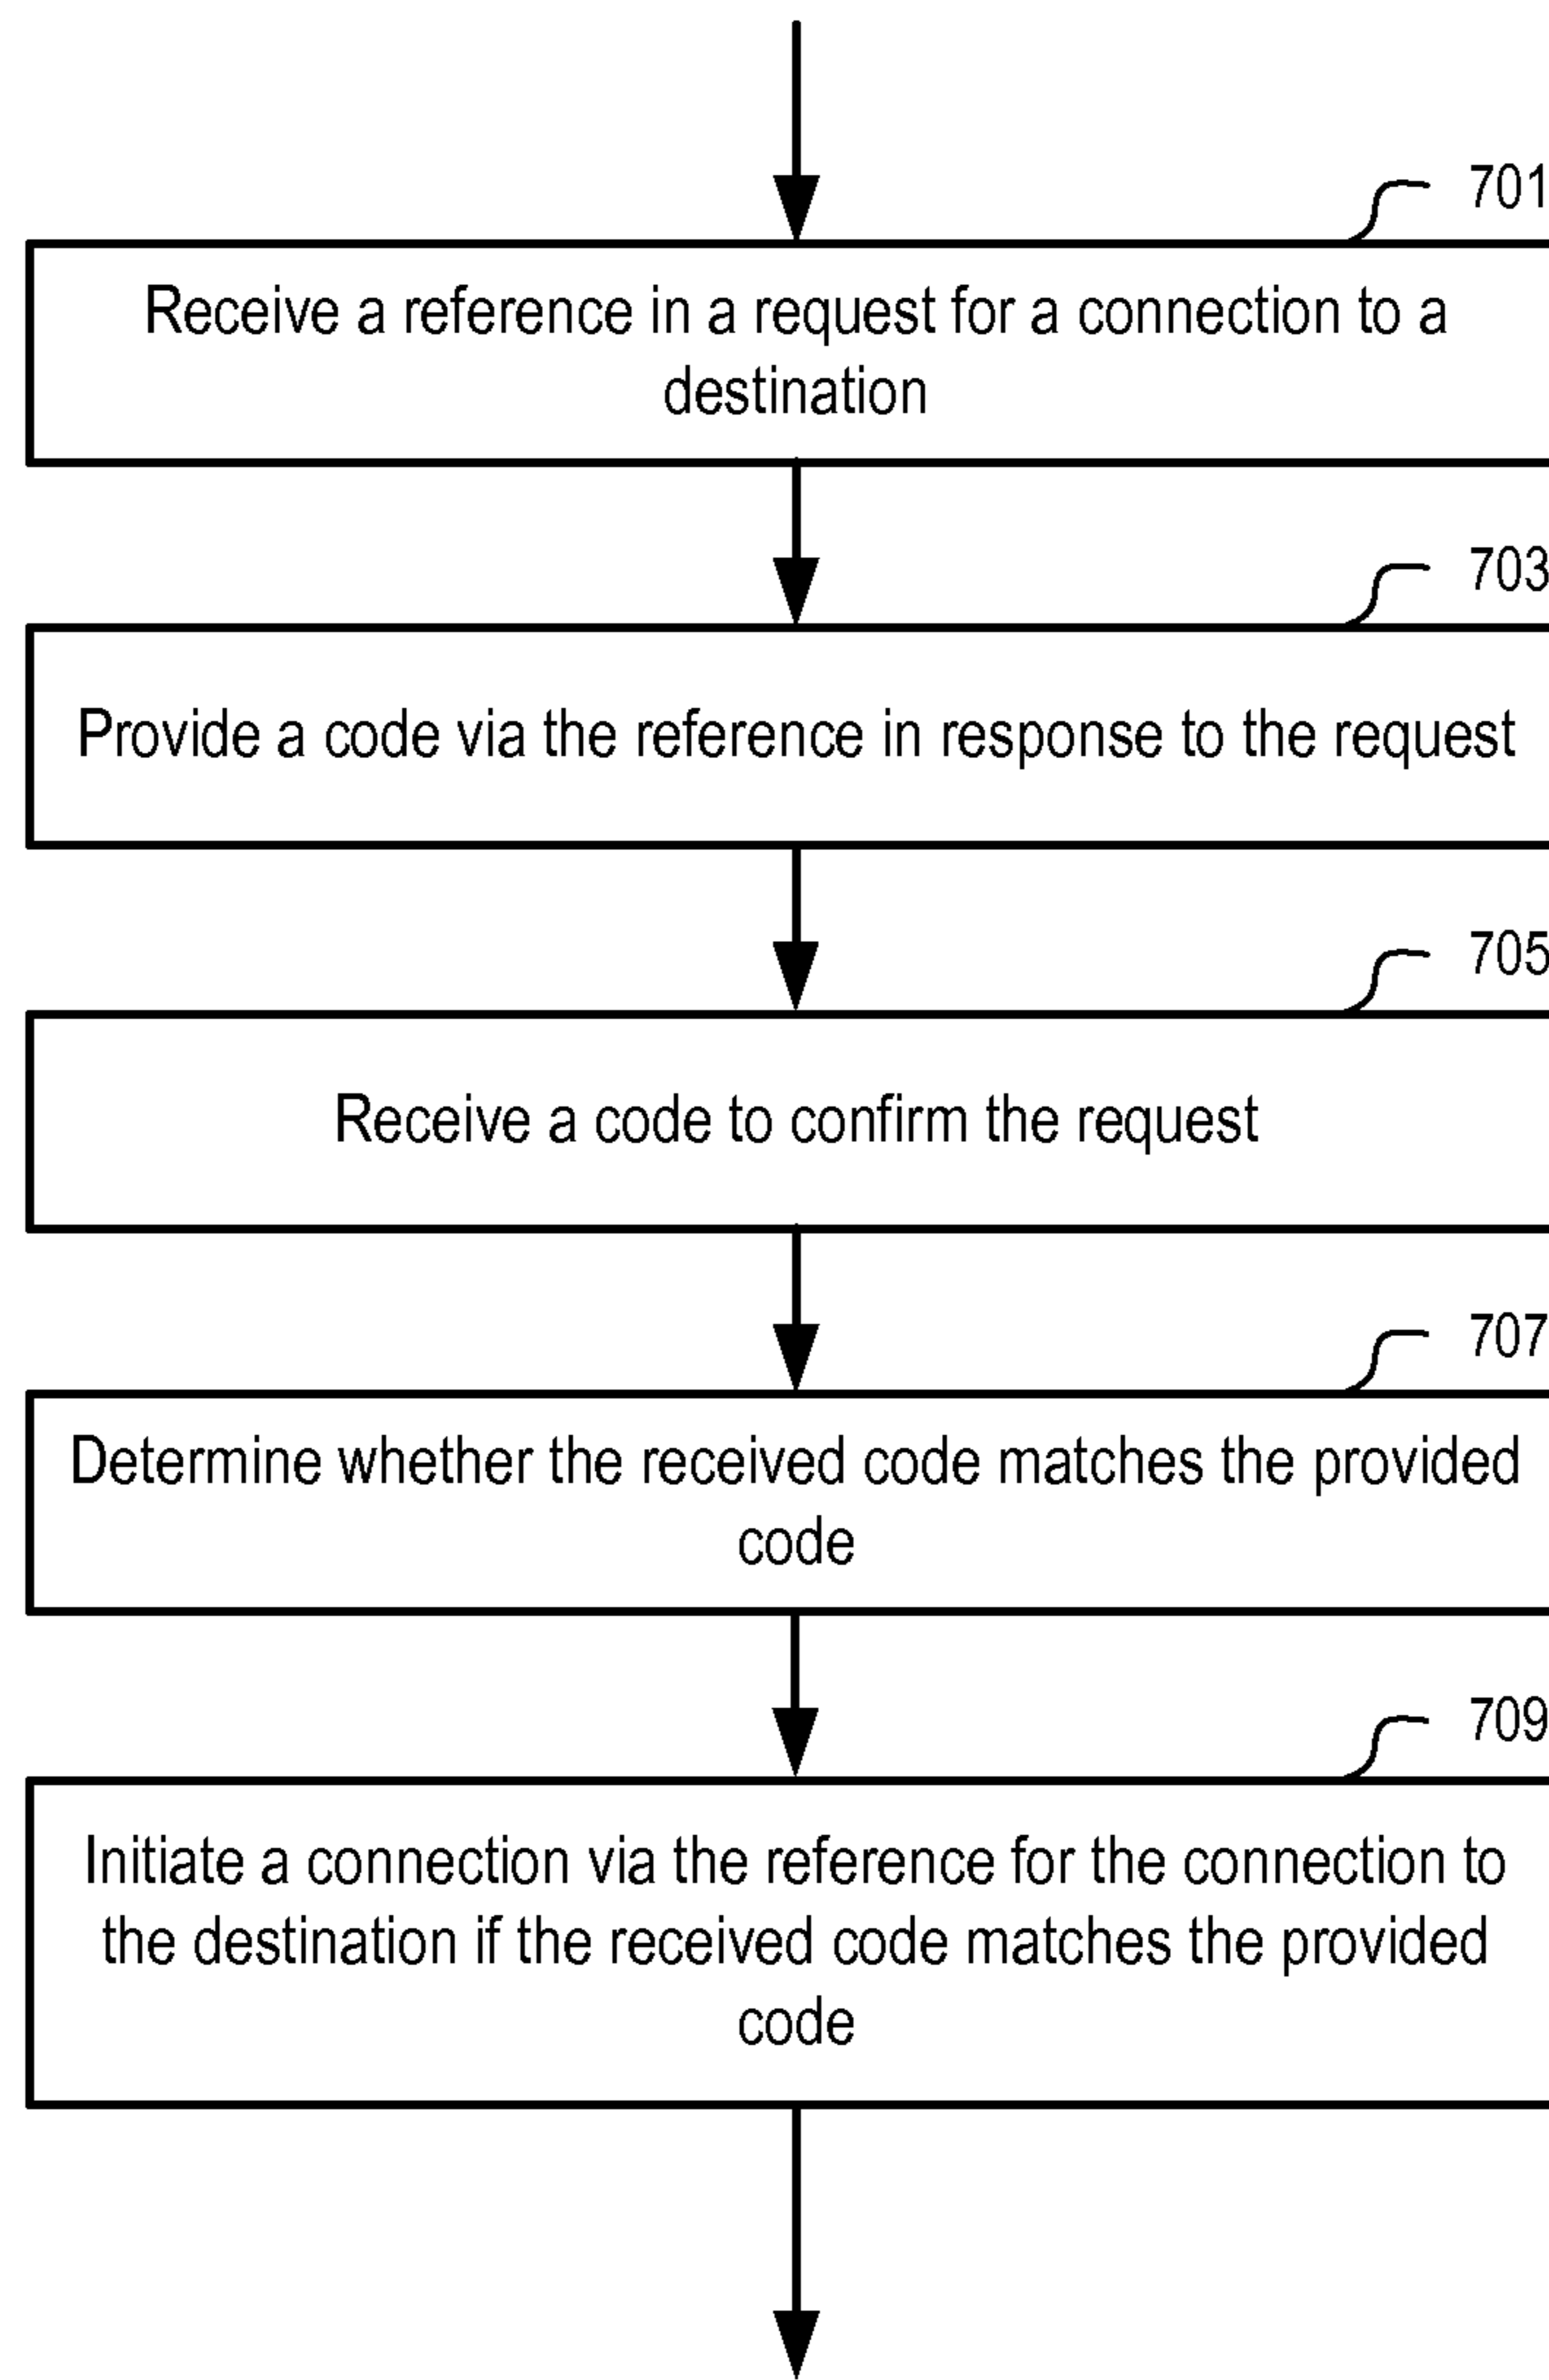 701
Receive a reference in a request for a connection to a
destination
703
Provide a code via the reference in response to the request
705
Receive a code to confirm the request
707
Determine whether the received code matches the provided
code
709
Initiate a connection via the reference for the connection to
the destination if the received code matches the provided
code